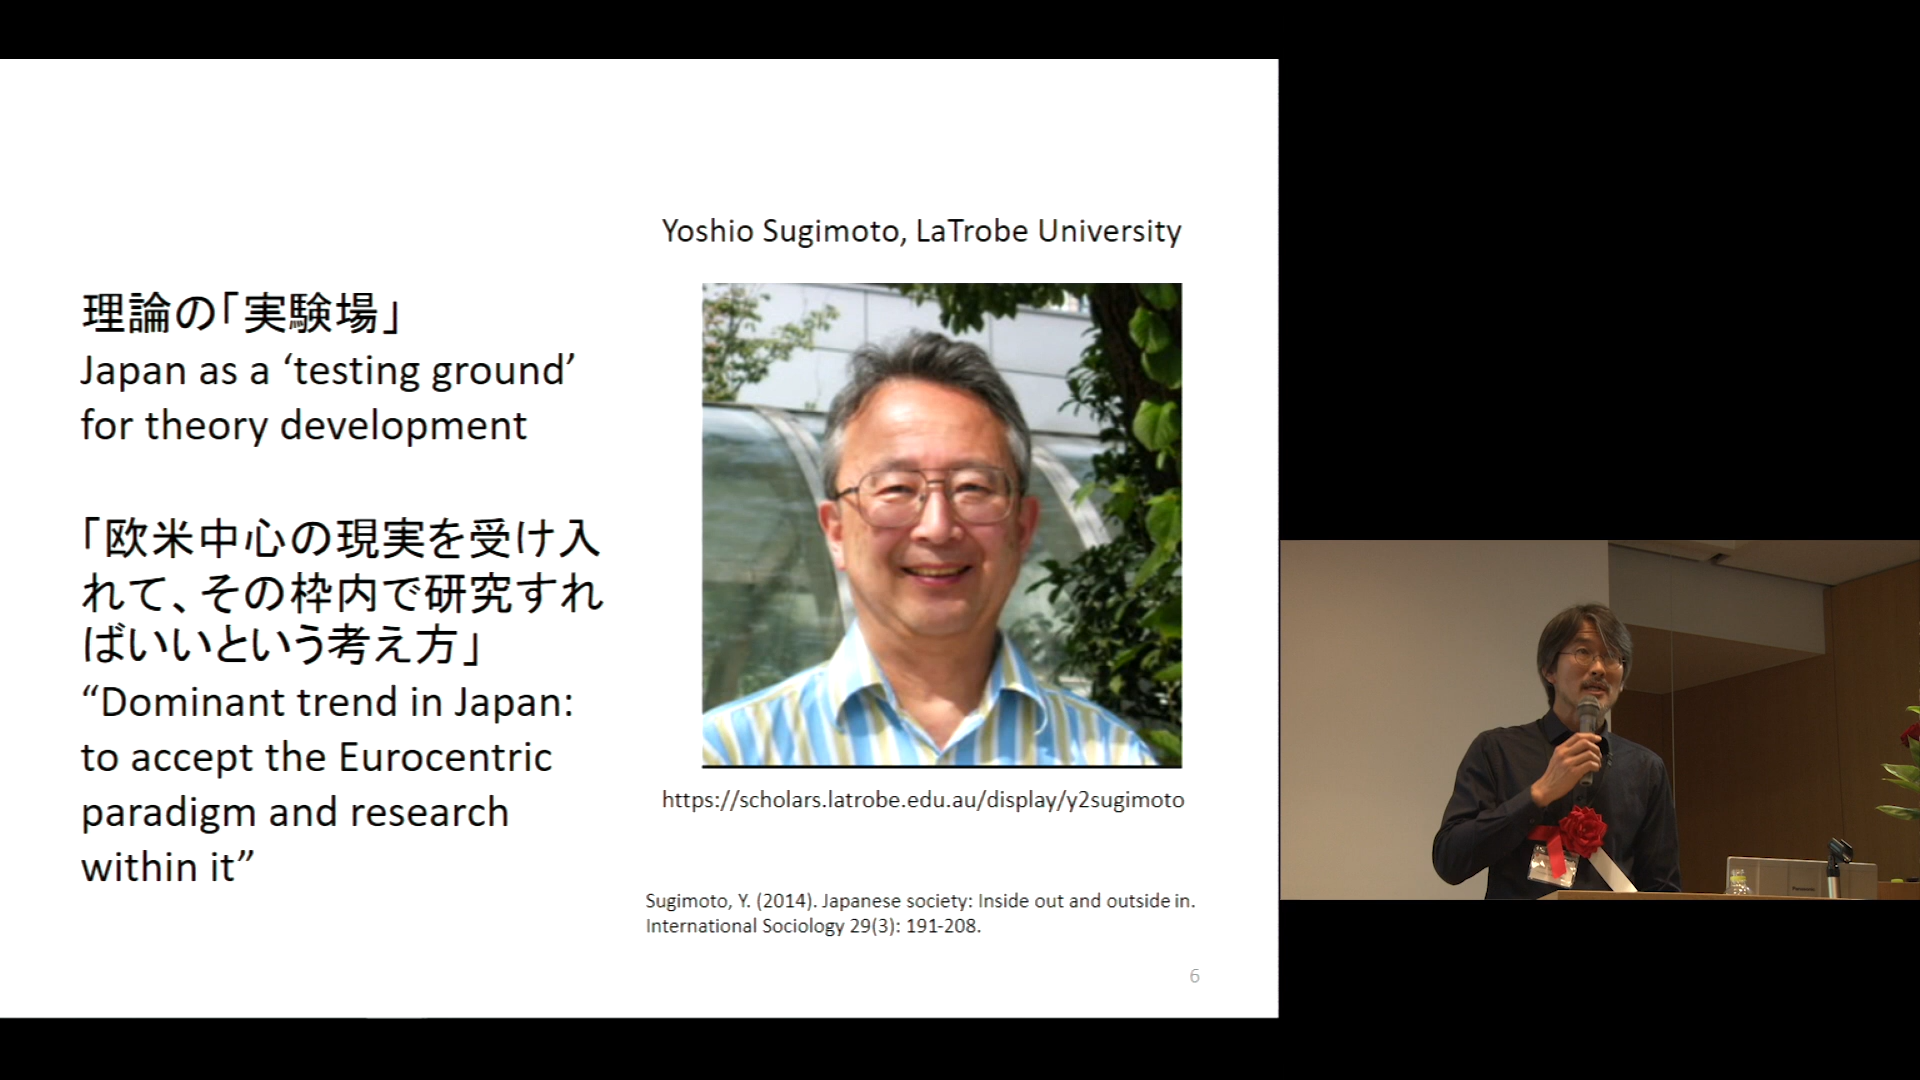 理論の「実験場」
Japan as a ‘testing ground’
for theory development
「欧米中心の現実を受け入
れて、その枠内で研究すれ
ばいいという考え方」
“Dominant trend in Japan:
to accept the Eurocentric
paradigm and research
within it”
Yoshio Sugimoto, LaTrobe University
https://scholars.latrobe.edu.au/display/y2sugimoto
Sugimoto, Y. (2014). Japanese society: Inside out and outside in.
International Sociology 29(3): 191-208.
6
Panasonic